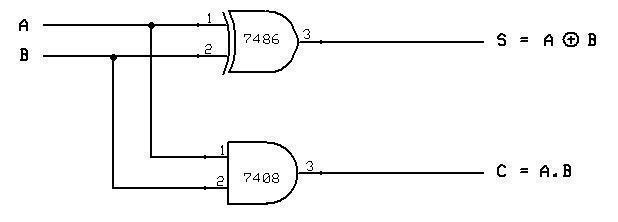 A 1 7486 3 S = A ⊕ B
B 2
1 7408 3 C = A.B
2